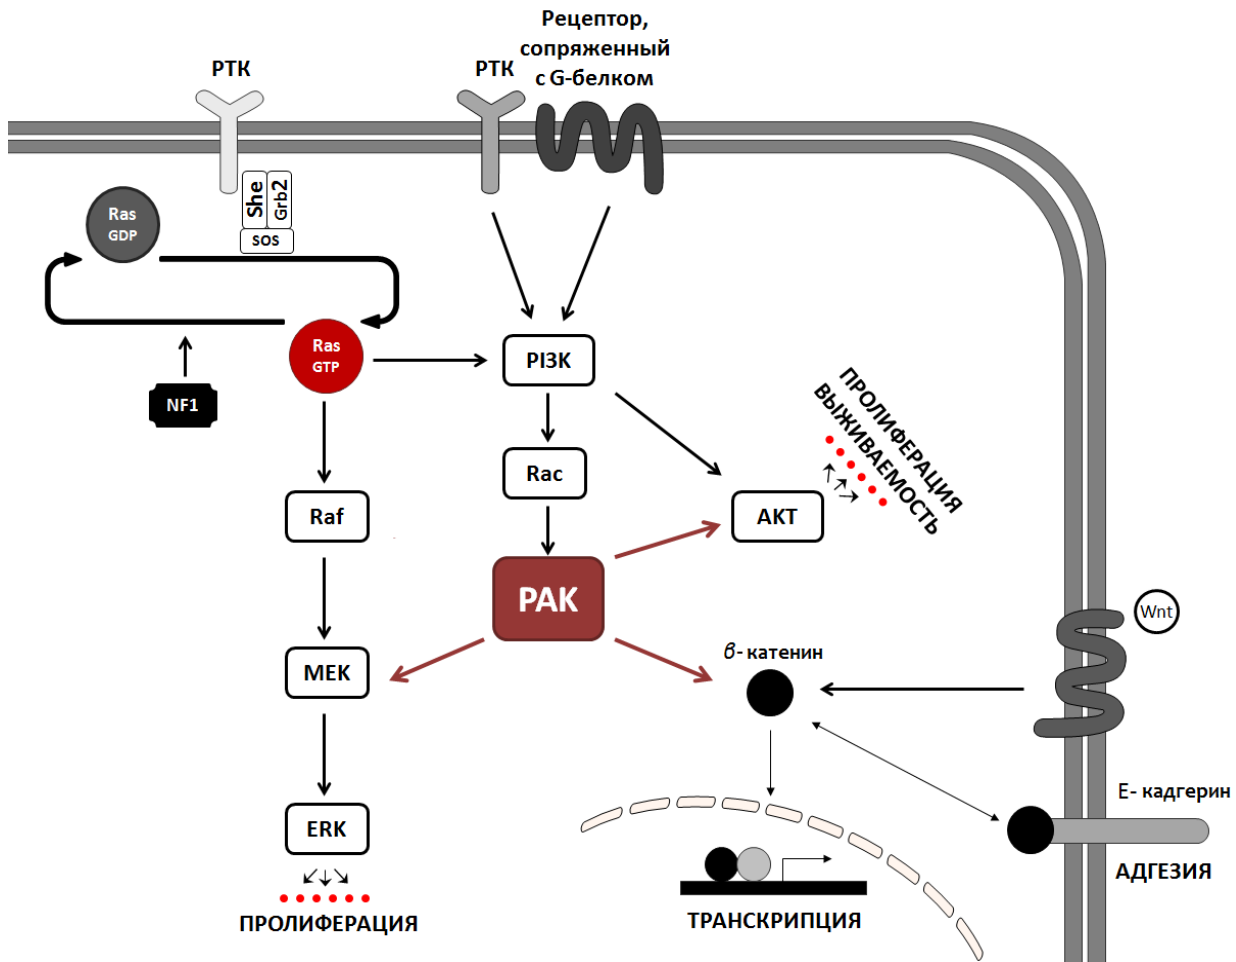 Рецептор,
сопряженный
с G-белком
РТК
РТК
She
Grb2
SOS
Ras
GDP
Ras
GTP
NF1
PI3K
Rac
Raf
AKT
ПРОЛИФЕРАЦИЯ
ВЫЖИВАЕМОСТЬ
PAK
MEK
β- катенин
Wnt
ERK
ПРОЛИФЕРАЦИЯ
E- кадгерин
АДГЕЗИЯ
ТРАНСКРИПЦИЯ